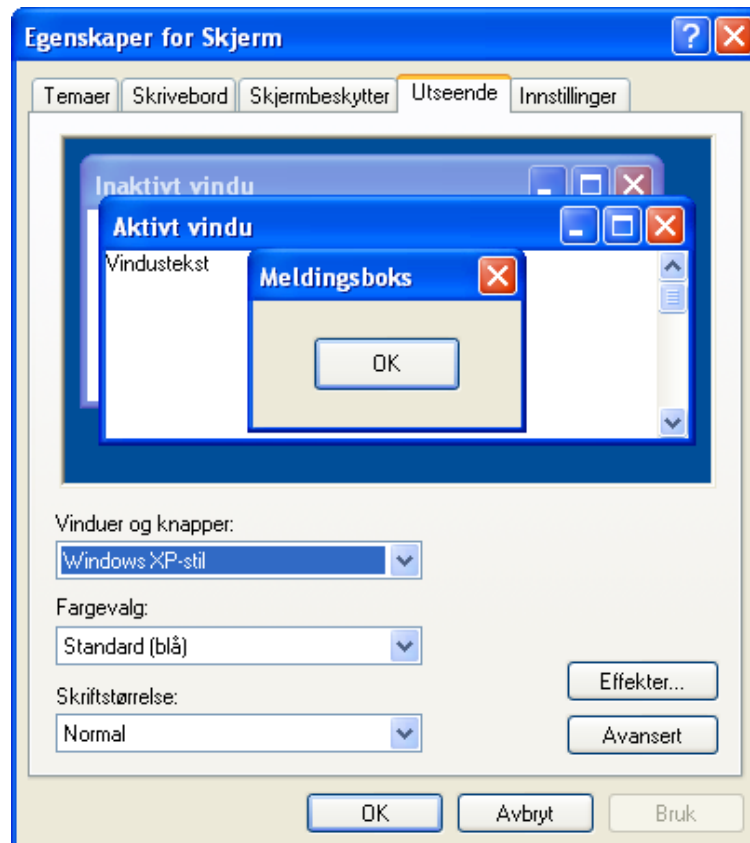 Egenskaper for Skjerm
Temaer Skrivebord Skjermbeskytter Utseende Innstillinger
Inaktivt vindu
Aktivt vindu
Vindustekst
Meldingsboks
OK
Vinduer og knapper:
Windows XP-stil
Fargevalg:
Standard (blå)
Skriftstørrelse:
Normal
Effekter...
Avansert
OK Avbryt Bruk